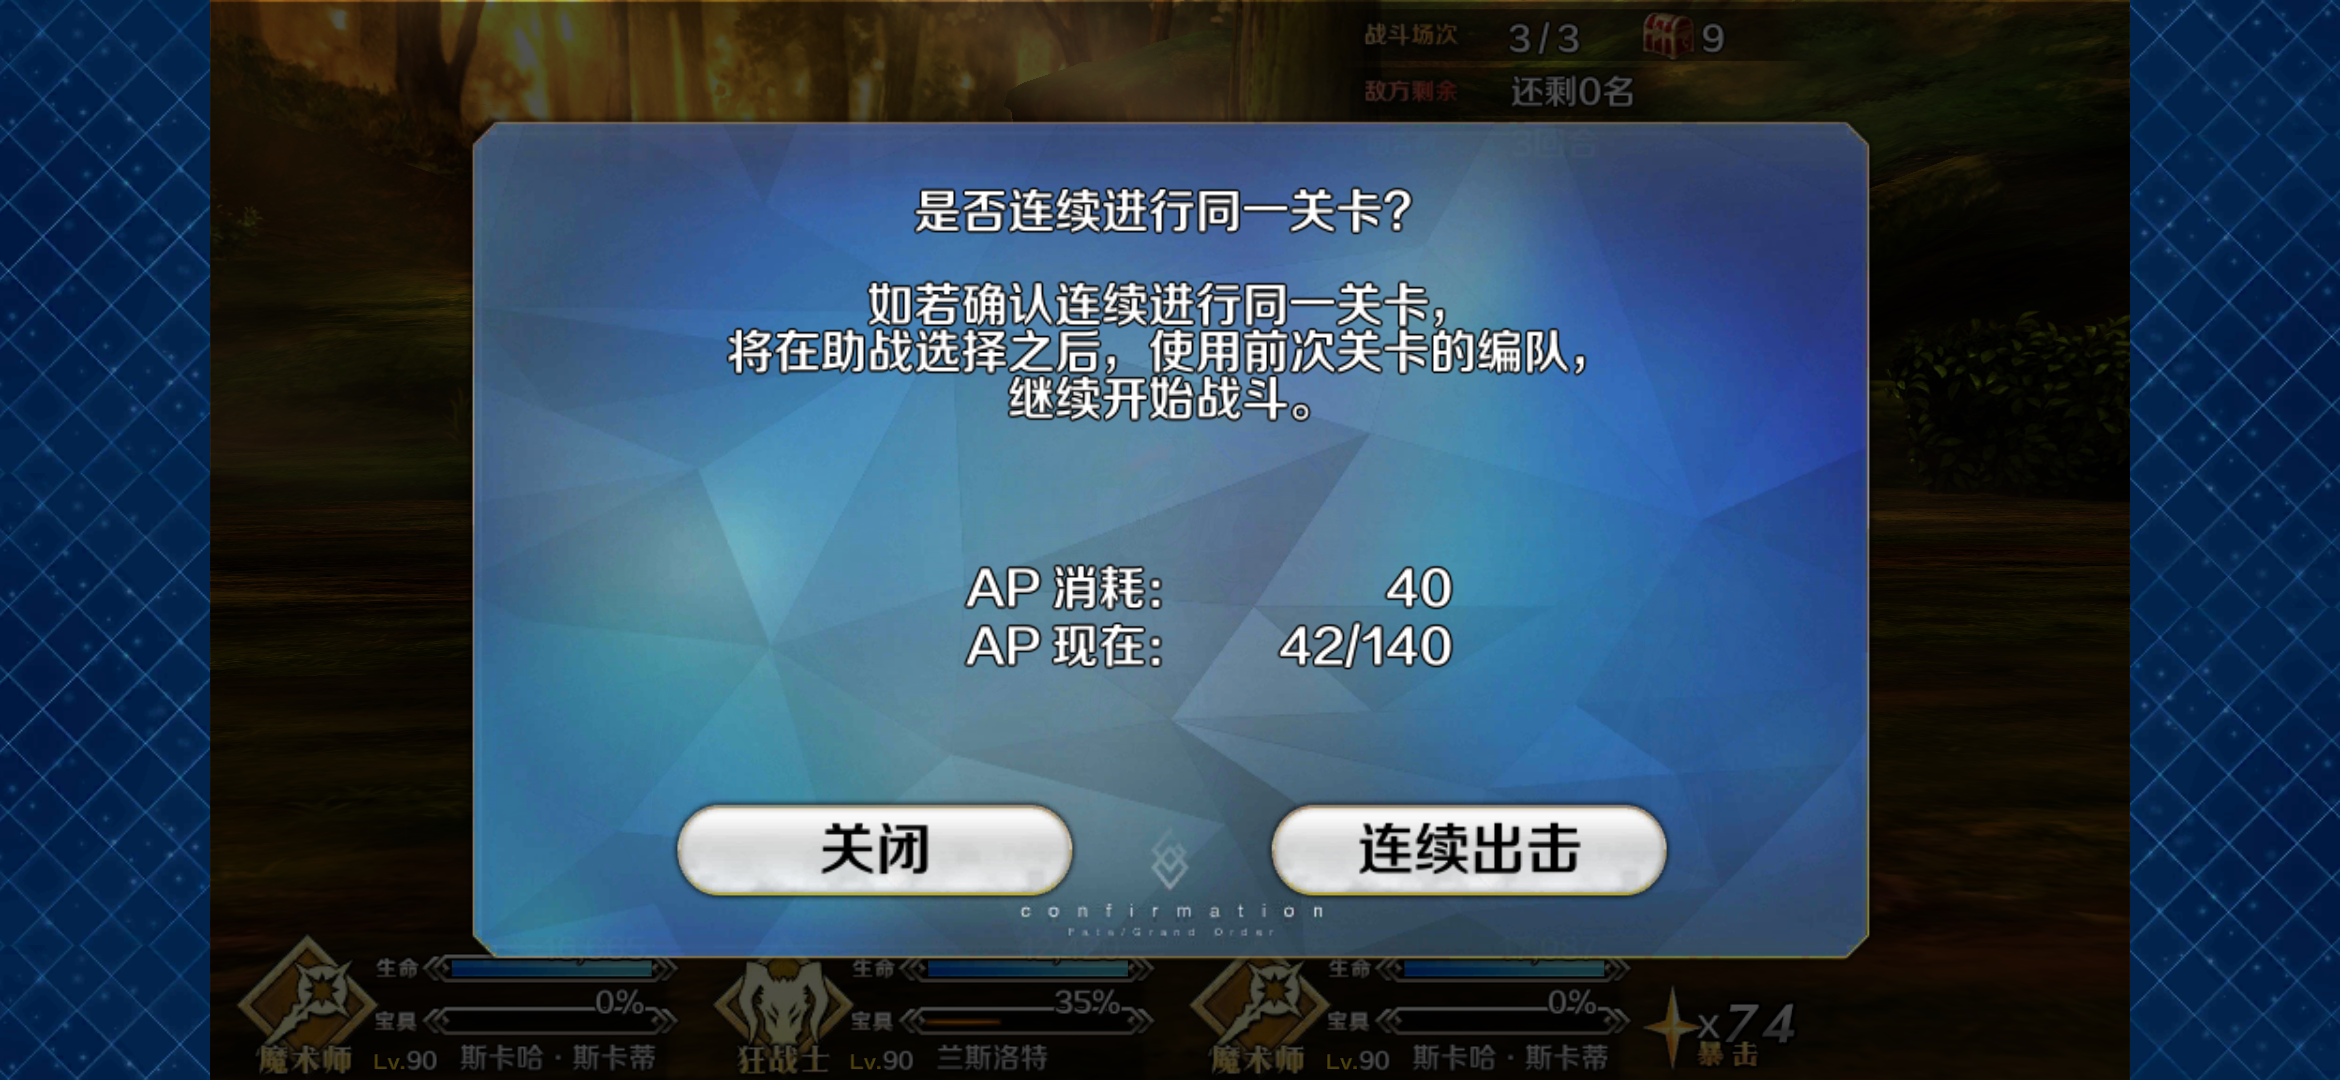 战斗场次 3/3 9
敌方剩余 还剩0名
3回合
是否连续进行同一关卡？
如若确认连续进行同一关卡，
将在助战选择之后，使用前次关卡的编队，
继续开始战斗。
AP 消耗： 40
AP 现在： 42/140
关闭 连续出击
confirmation
Fate/Grand Order
生命 生命 生命
0% 35% 0%
宝具 宝具 宝具
x74
暴击
魔术师 Lv.90 斯卡哈·斯卡蒂 狂战士 Lv.90 兰斯洛特 魔术师 Lv.90 斯卡哈·斯卡蒂